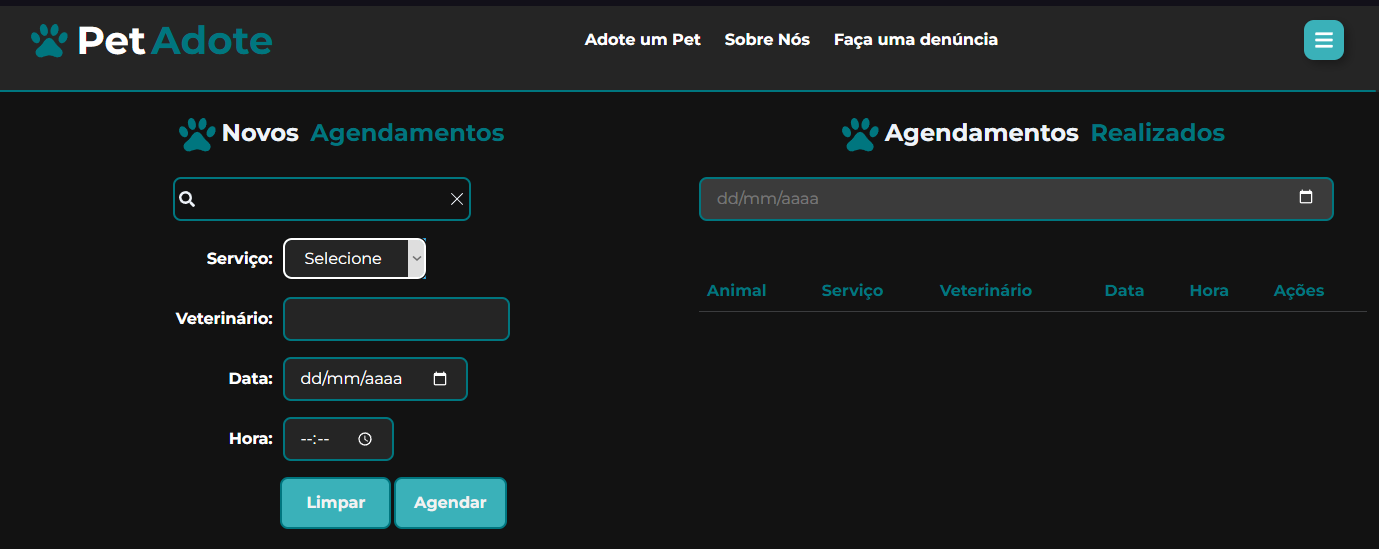 Pet Adote
Adote um Pet Sobre Nós Faça uma denúncia
Novos Agendamentos
Serviço: Selecione
Veterinário:
Data: dd/mm/aaaa
Hora: --:--
Limpar Agendar
Agendamentos Realizados
dd/mm/aaaa
Animal Serviço Veterinário Data Hora Ações